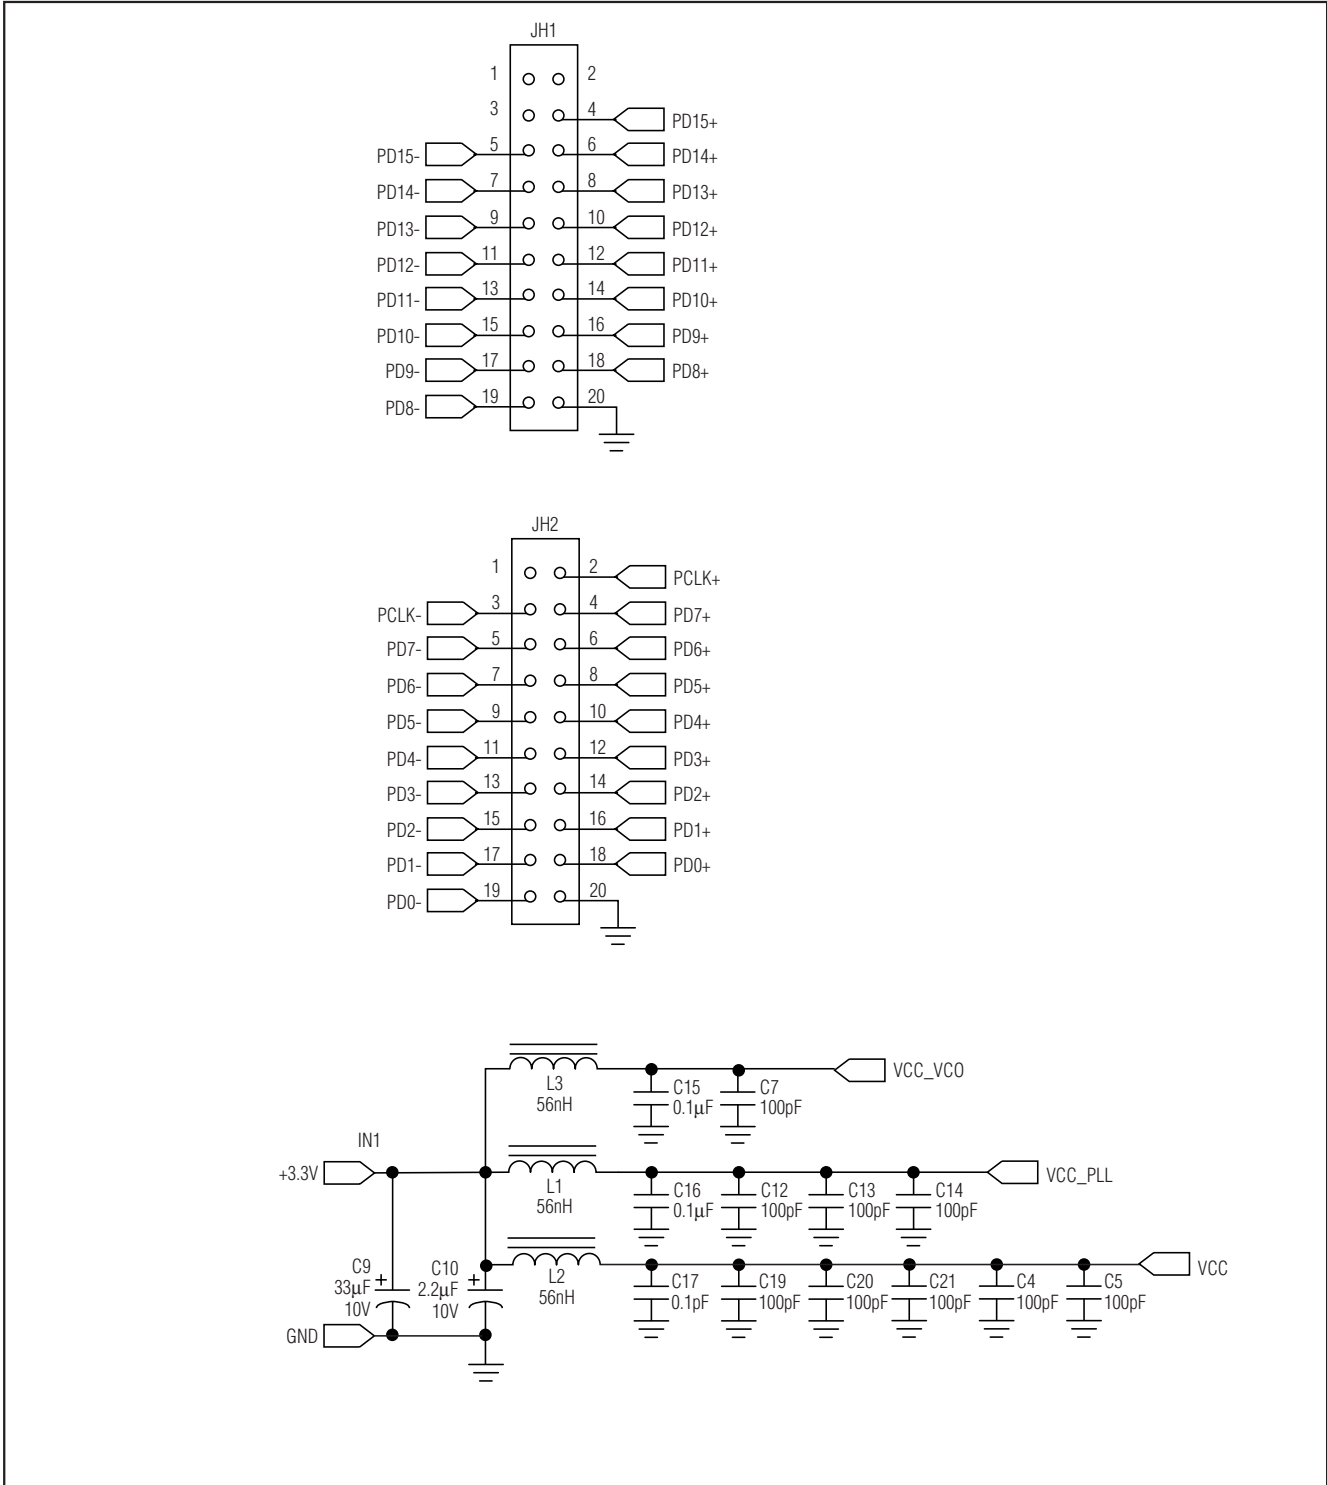 JH1
1 2
3 4 PD15+
PD15- 5 6 PD14+
PD14- 7 8 PD13+
PD13- 9 10 PD12+
PD12- 11 12 PD11+
PD11- 13 14 PD10+
PD10- 15 16 PD9+
PD9- 17 18 PD8+
PD8- 19 20
JH2
1 2 PCLK+
PCLK- 3 4 PD7+
PD7- 5 6 PD6+
PD6- 7 8 PD5+
PD5- 9 10 PD4+
PD4- 11 12 PD3+
PD3- 13 14 PD2+
PD2- 15 16 PD1+
PD1- 17 18 PD0+
PD0- 19 20
L3
56nH
C15
0.1µF
C7
100pF
VCC_VCO
IN1
+3.3V
L1
56nH
C16
0.1µF
C12
100pF
C13
100pF
C14
100pF
VCC_PLL
C9
33µF
10V
+
C10
2.2µF
10V
+
L2
56nH
C17
0.1pF
C19
100pF
C20
100pF
C21
100pF
C4
100pF
C5
100pF
VCC
GND